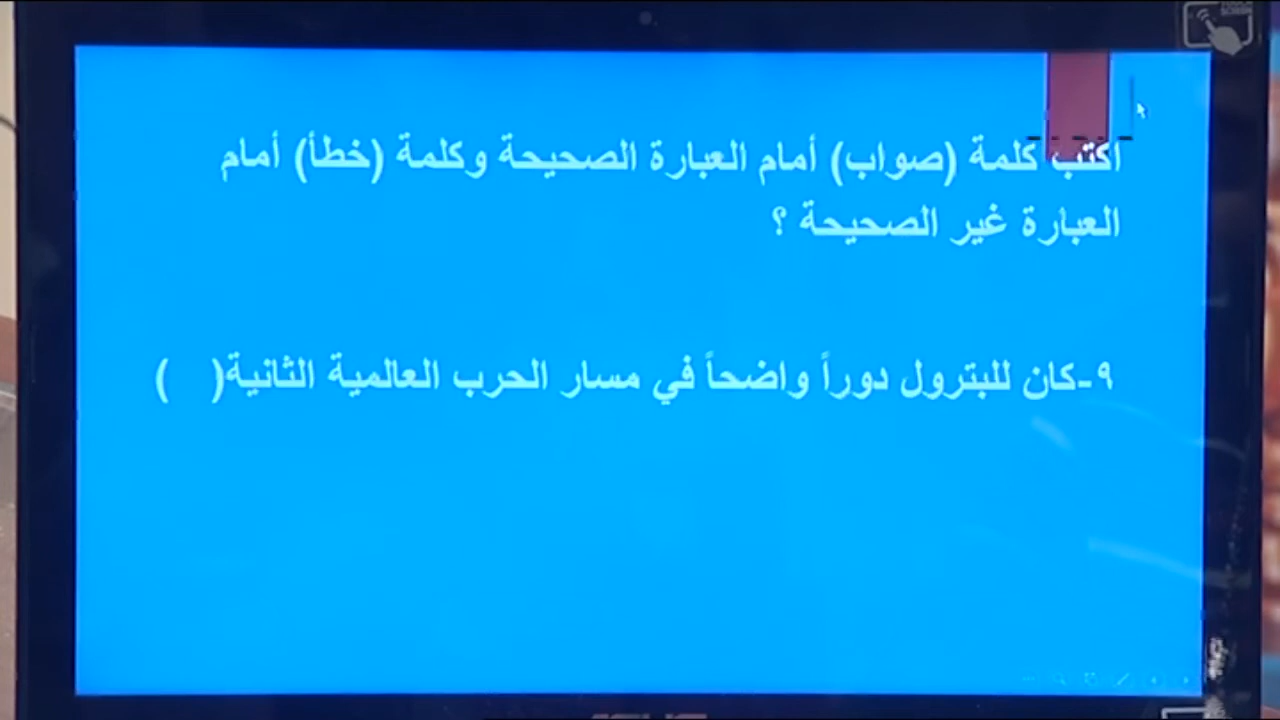 اكتب كلمة (صواب) أمام العبارة الصحيحة وكلمة (خطأ) أمام
العبارة غير الصحيحة ؟
٩-كان للبترول دوراً واضحاً في مسار الحرب العالمية الثانية( )